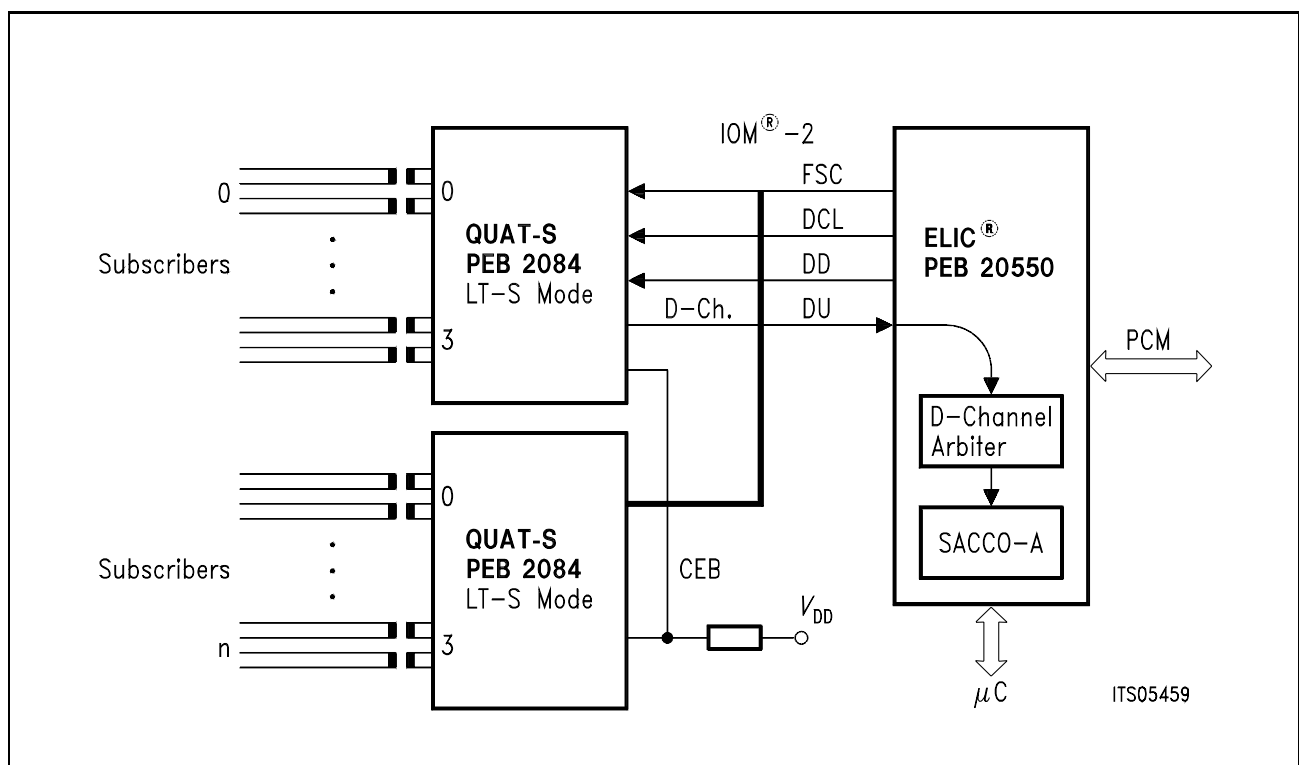 IOM®-2
0
Subscribers
0
QUAT-S
PEB 2084
LT-S Mode
3
FSC
DCL
DD
D-Ch.
DU
ELIC®
PEB 20550
PCM
D-Channel
Arbiter
SACCO-A
Subscribers
n
0
QUAT-S
PEB 2084
LT-S Mode
3
CEB
VDD
μC
ITS05459